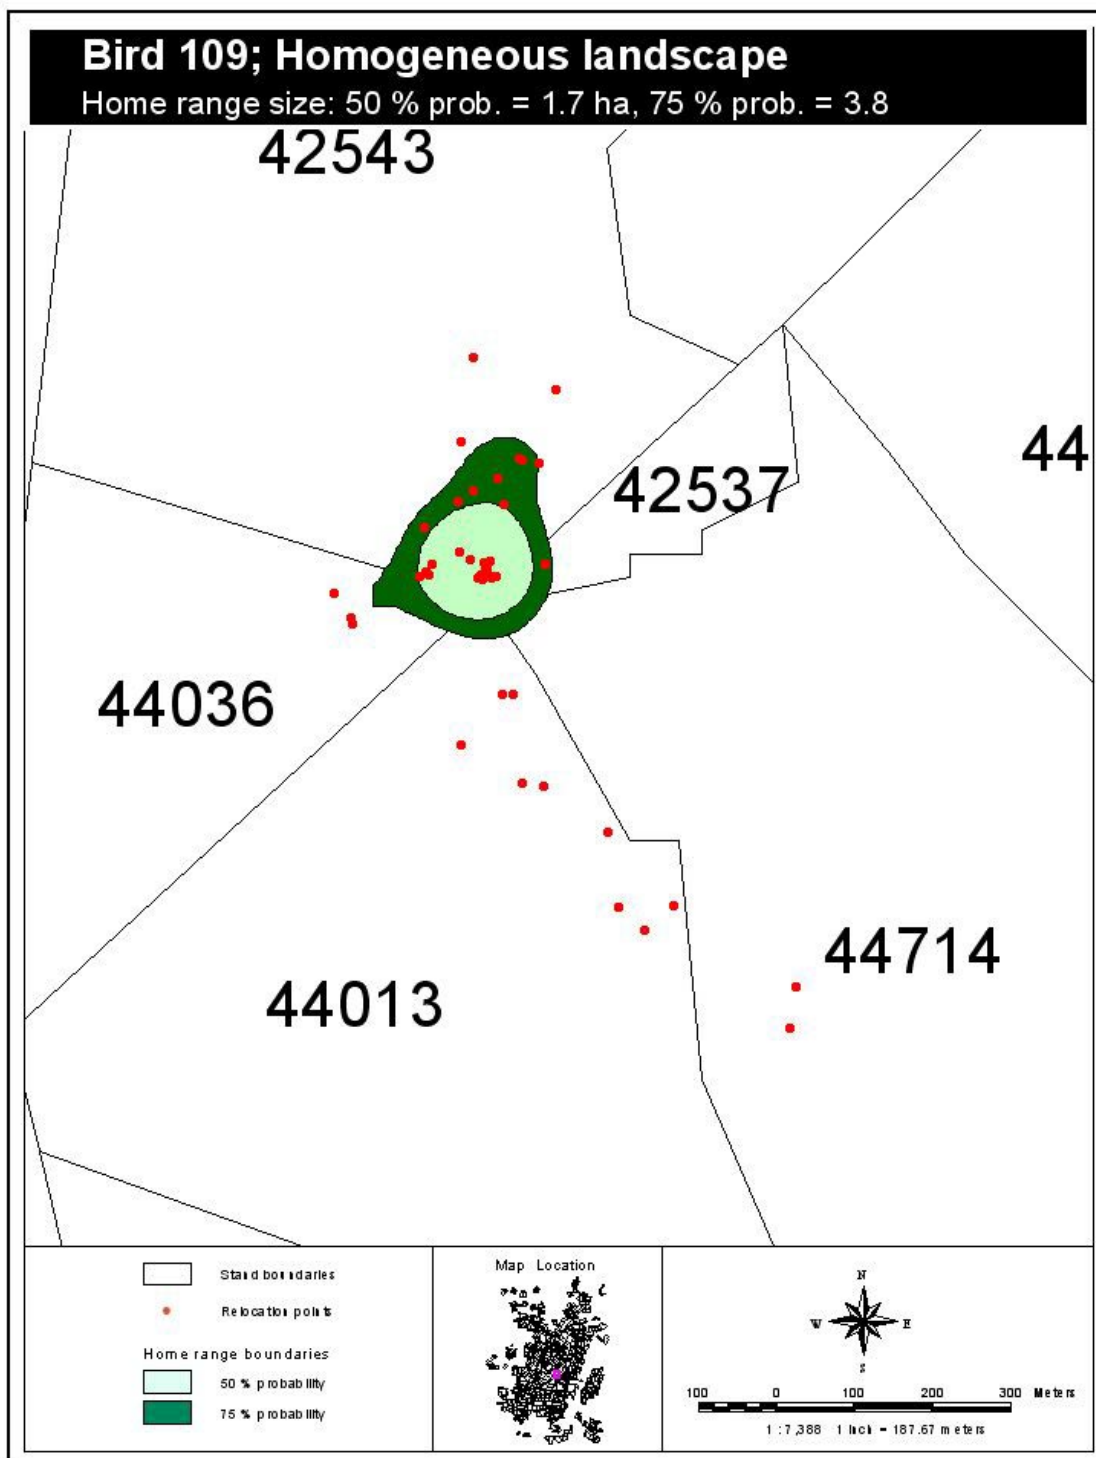 Bird 109; Homogeneous landscape
Home range size: 50 % prob. = 1.7 ha, 75 % prob. = 3.8
42543
44
42537
44036
44714
44013
Stand boundaries
Relocation points
Home range boundaries
50 % probability
75 % probability
Map Location
N
W E
S
100 0 100 200 300 Meters
1 : 7,388 1 Inch = 187.67 meters